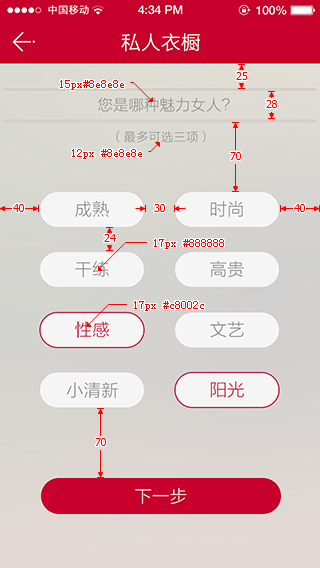 中国移动 4:34 PM 100%
私人衣橱
25
15px#8e8e8e
您是哪种魅力女人?
28
(最多可选三项)
12px #8e8e8e
70
40 成熟 30 时尚 40
24
17px #888888
干练 高贵
17px #c8002c
性感 文艺
小清新 阳光
70
下一步